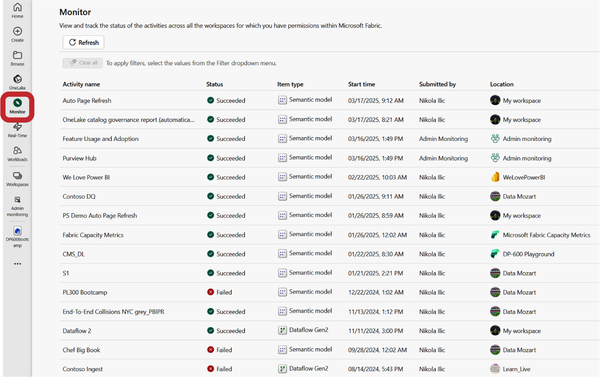 Home
Create
Browse
OneLake
Monitor
Real-Time
Workloads
Workspaces
Admin monitoring
DP600Bootcamp
Monitor
View and track the status of the activities across all the workspaces for which you have permissions within Microsoft Fabric.
Refresh
Clear all To apply filters, select the values from the Filter dropdown menu.
Activity name Status Item type Start time Submitted by Location
Auto Page Refresh Succeeded Semantic model 03/17/2025, 9:12 AM Nikola Ilic My workspace
OneLake catalog governance report (automatica... Succeeded Semantic model 03/17/2025, 8:21 AM Nikola Ilic My workspace
Feature Usage and Adoption Succeeded Semantic model 03/16/2025, 1:49 PM Admin Monitoring Admin monitoring
Purview Hub Succeeded Semantic model 03/16/2025, 1:49 PM Admin Monitoring Admin monitoring
We Love Power BI Succeeded Semantic model 02/22/2025, 10:03 AM Nikola Ilic WeLovePowerBI
Contoso DQ Succeeded Semantic model 01/26/2025, 9:11 AM Nikola Ilic Data Mozart
PS Demo Auto Page Refresh Succeeded Semantic model 01/26/2025, 8:59 AM Nikola Ilic My workspace
Fabric Capacity Metrics Succeeded Semantic model 01/26/2025, 12:02 AM Nikola Ilic Microsoft Fabric Capacity Metrics
CMS_DL Succeeded Semantic model 01/22/2025, 8:30 AM Nikola Ilic DP-600 Playground
S1 Succeeded Semantic model 01/21/2025, 2:21 PM Nikola Ilic Data Mozart
PL300 Bootcamp Failed Semantic model 12/22/2024, 1:02 AM Nikola Ilic Data Mozart
End-To-End Collisions NYC grey_PBIPR Succeeded Semantic model 11/13/2024, 1:12 PM Nikola Ilic Data Mozart
Dataflow 2 Succeeded Dataflow Gen2 11/11/2024, 3:00 PM Nikola Ilic My workspace
Chef Big Book Failed Semantic model 09/28/2024, 12:02 AM Nikola Ilic Data Mozart
Contoso Ingest Failed Dataflow Gen2 08/14/2024, 5:43 PM Nikola Ilic Learn_Live